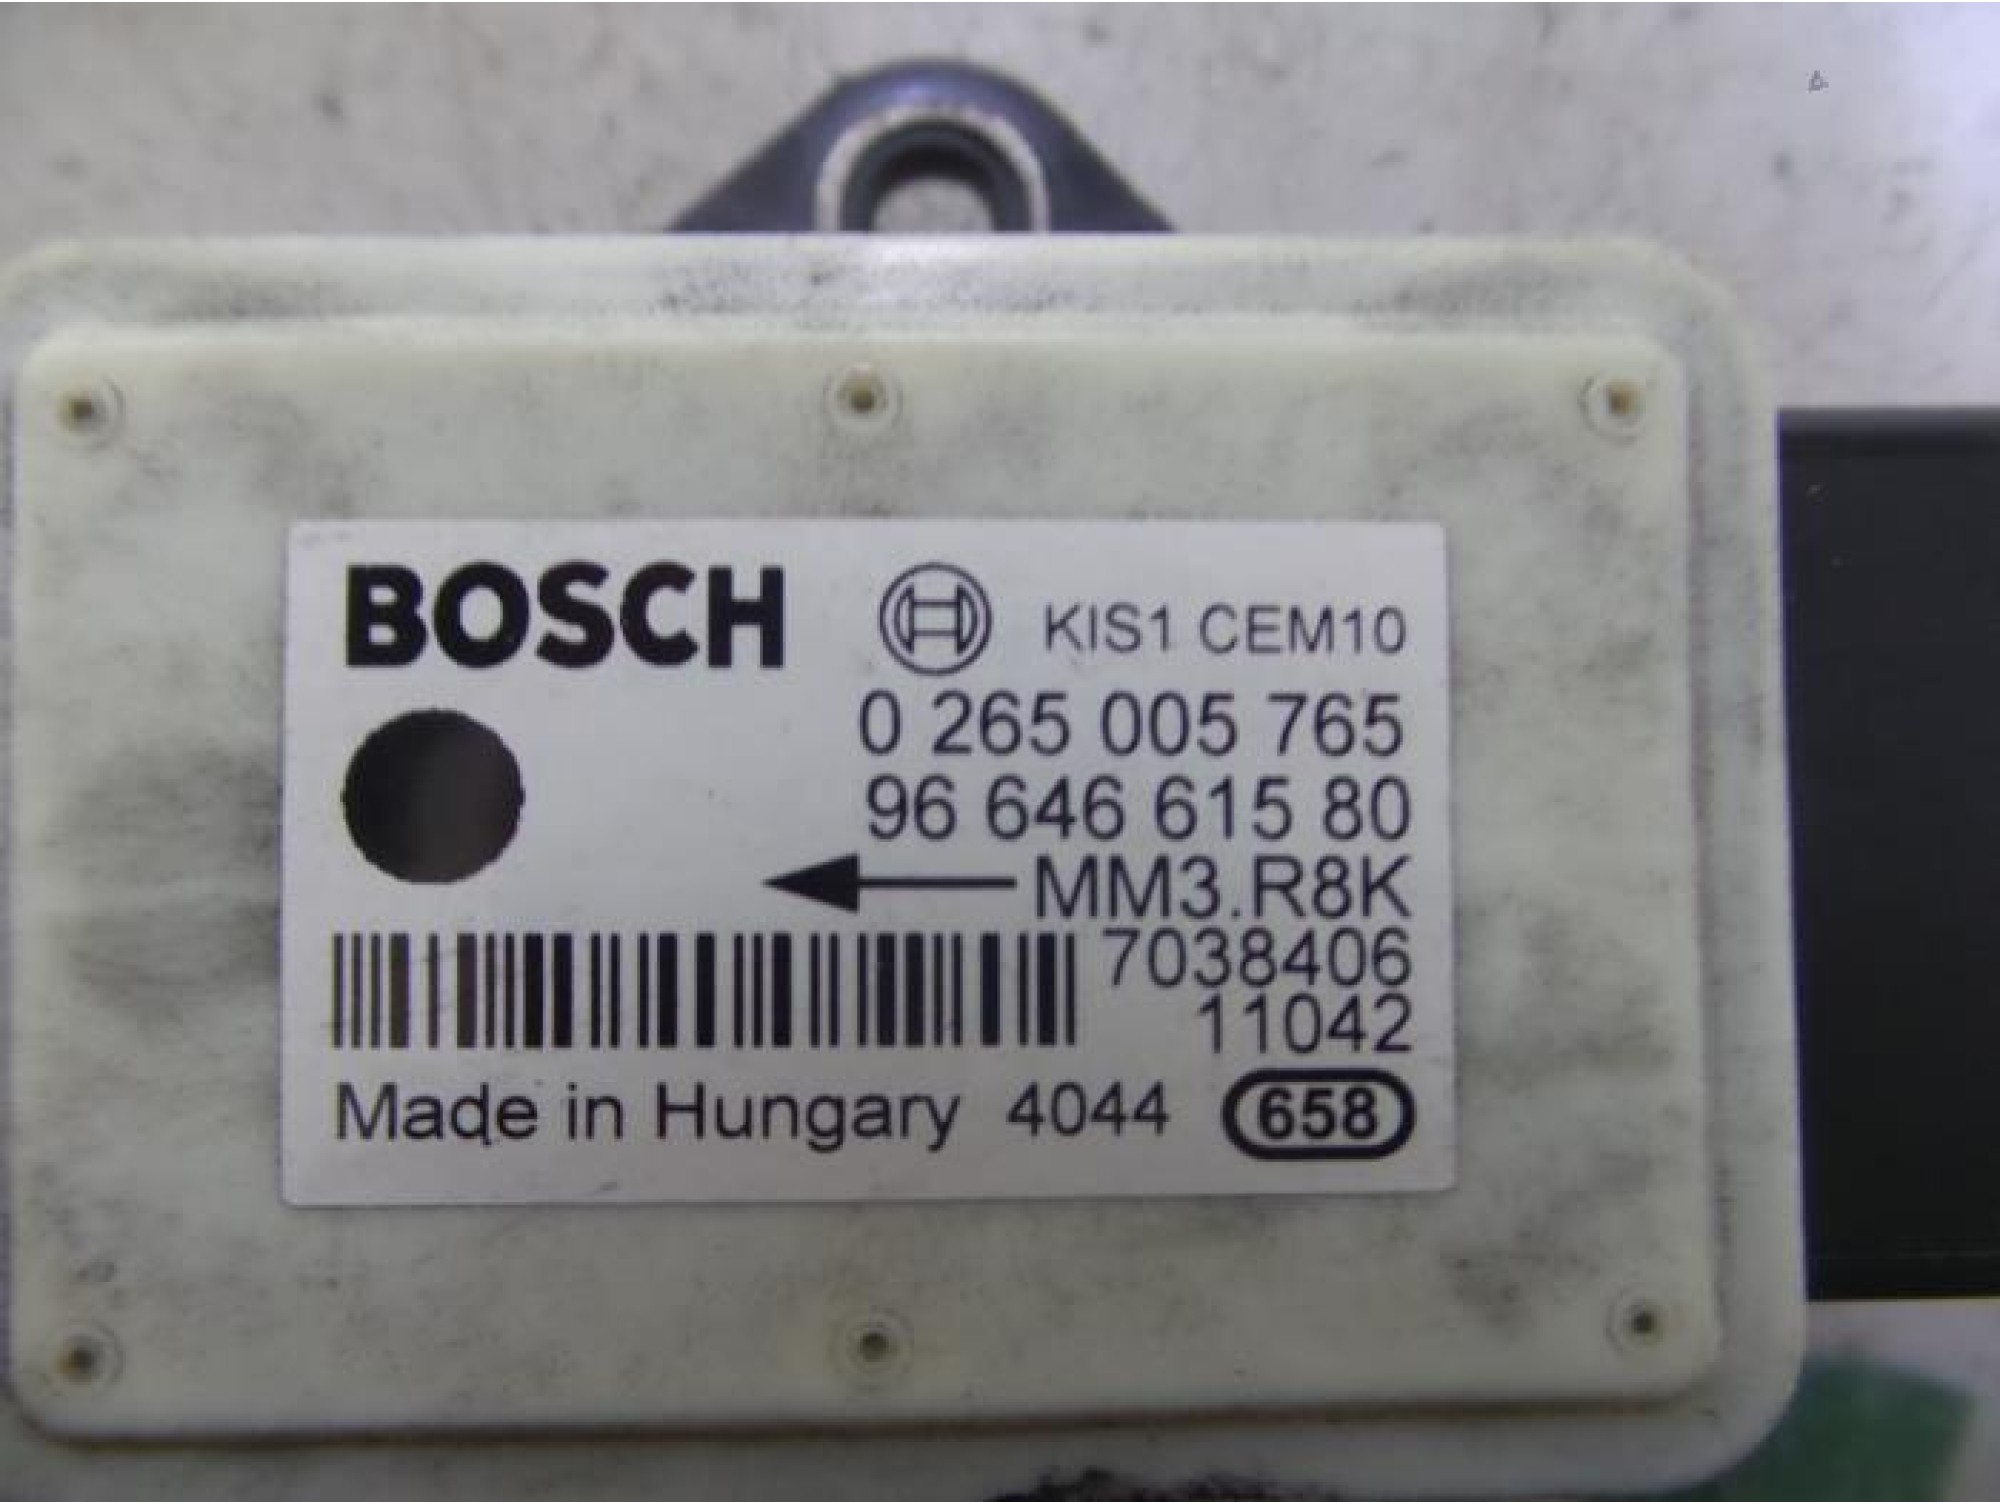 BOSCH KIS1 CEM10
0 265 005 765
96 646 615 80
MM3.R8K
7038406
11042
Made in Hungary 4044 658